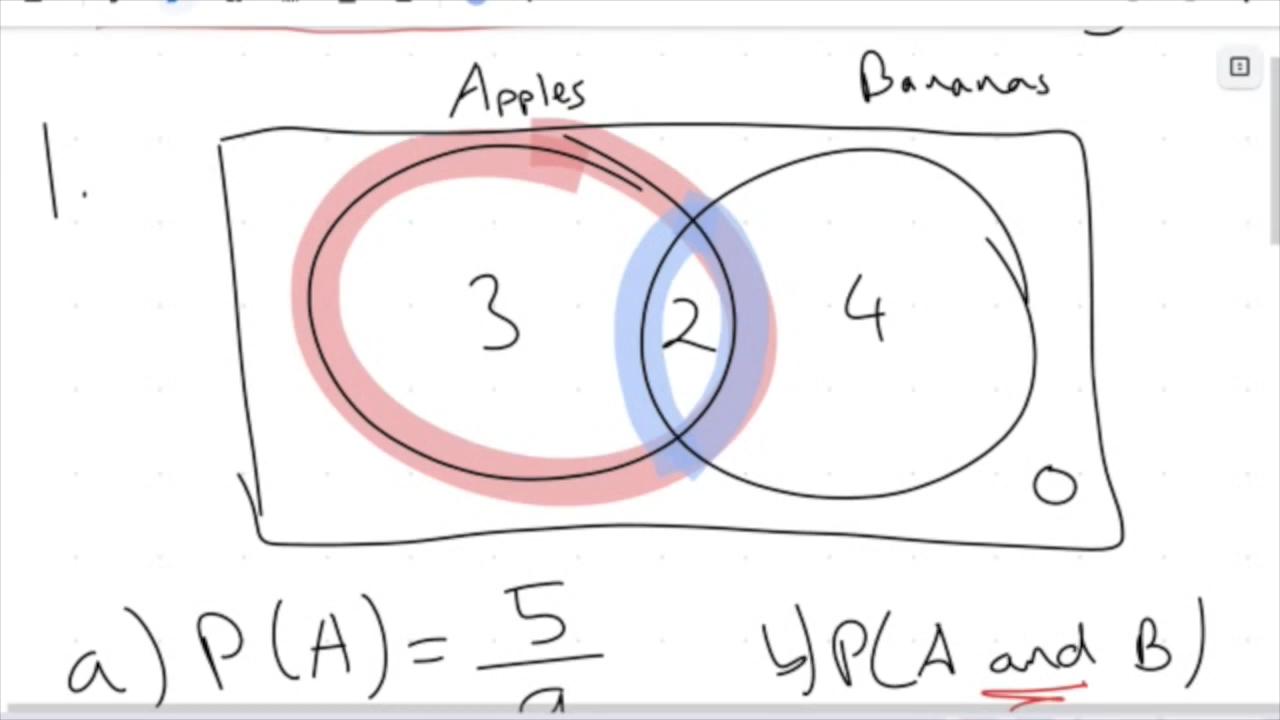 Apples Bananas
1.
3 2 4
0
a) P(A) = 5
b) P(A and B)